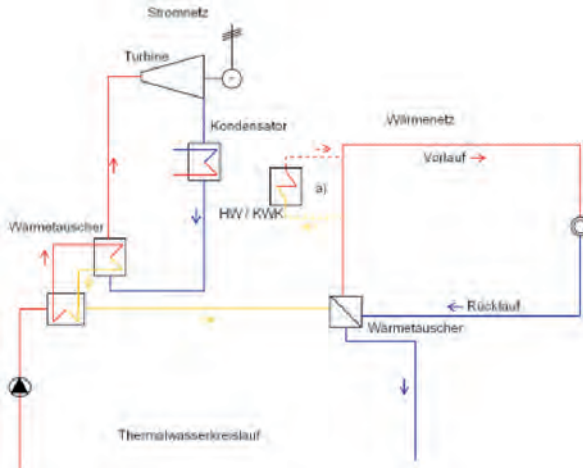 Stromnetz
Turbine
Kondensator
Wärmenetz
Vorlauf
a)
HW / KWK
Wärmetauscher
Rücklauf
Wärmetauscher
Thermalwasserkreislauf